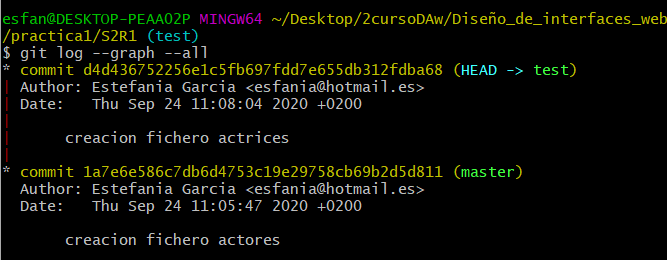 esfan@DESKTOP-PEAA02P MINGW64 ~/Desktop/2cursoDAw/Diseño_de_interfaces_web
/practica1/S2R1 (test)
$ git log --graph --all
* commit d4d436752256e1c5fb697fdd7e655db312fdba68 (HEAD -> test)
| Author: Estefania Garcia <esfania@hotmail.es>
| Date:   Thu Sep 24 11:08:04 2020 +0200
|
|     creacion fichero actrices
|
* commit 1a7e6e586c7db6d4753c19e29758cb69b2d5d811 (master)
  Author: Estefania Garcia <esfania@hotmail.es>
  Date:   Thu Sep 24 11:05:47 2020 +0200

      creacion fichero actores